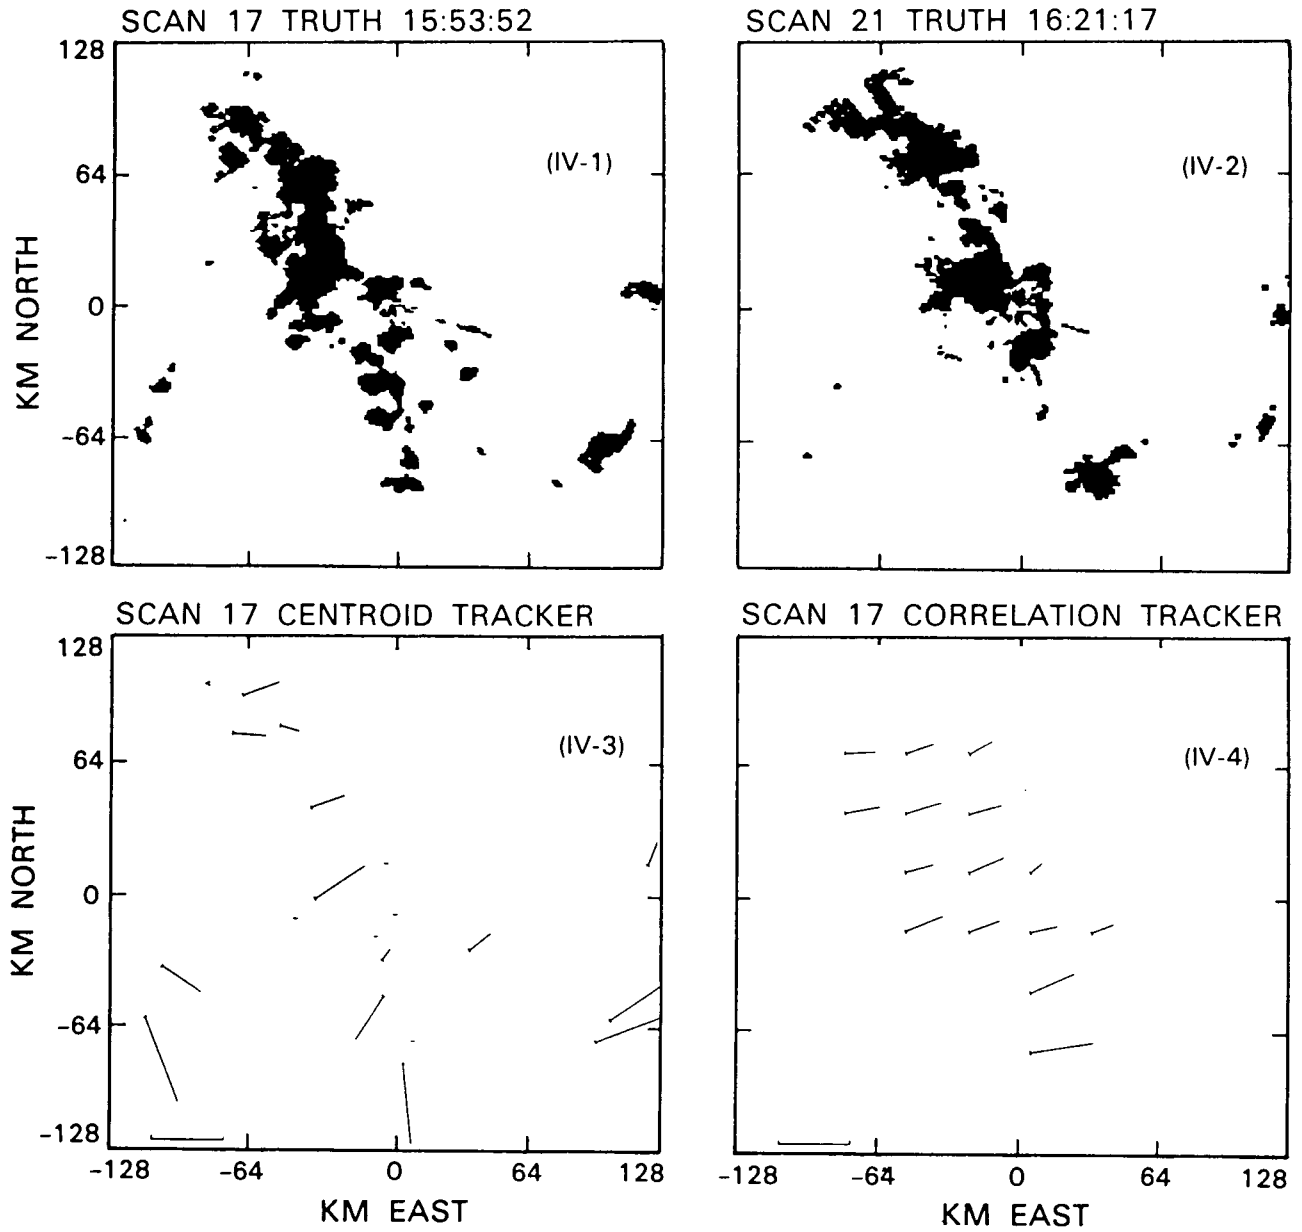 SCAN 17 TRUTH 15:53:52
SCAN 21 TRUTH 16:21:17
128
64
0
-64
-128
KM NORTH
(IV-1)
(IV-2)
SCAN 17 CENTROID TRACKER
SCAN 17 CORRELATION TRACKER
128
64
0
-64
-128
KM NORTH
(IV-3)
(IV-4)
-128 -64 0 64 128
KM EAST
-128 -64 0 64 128
KM EAST